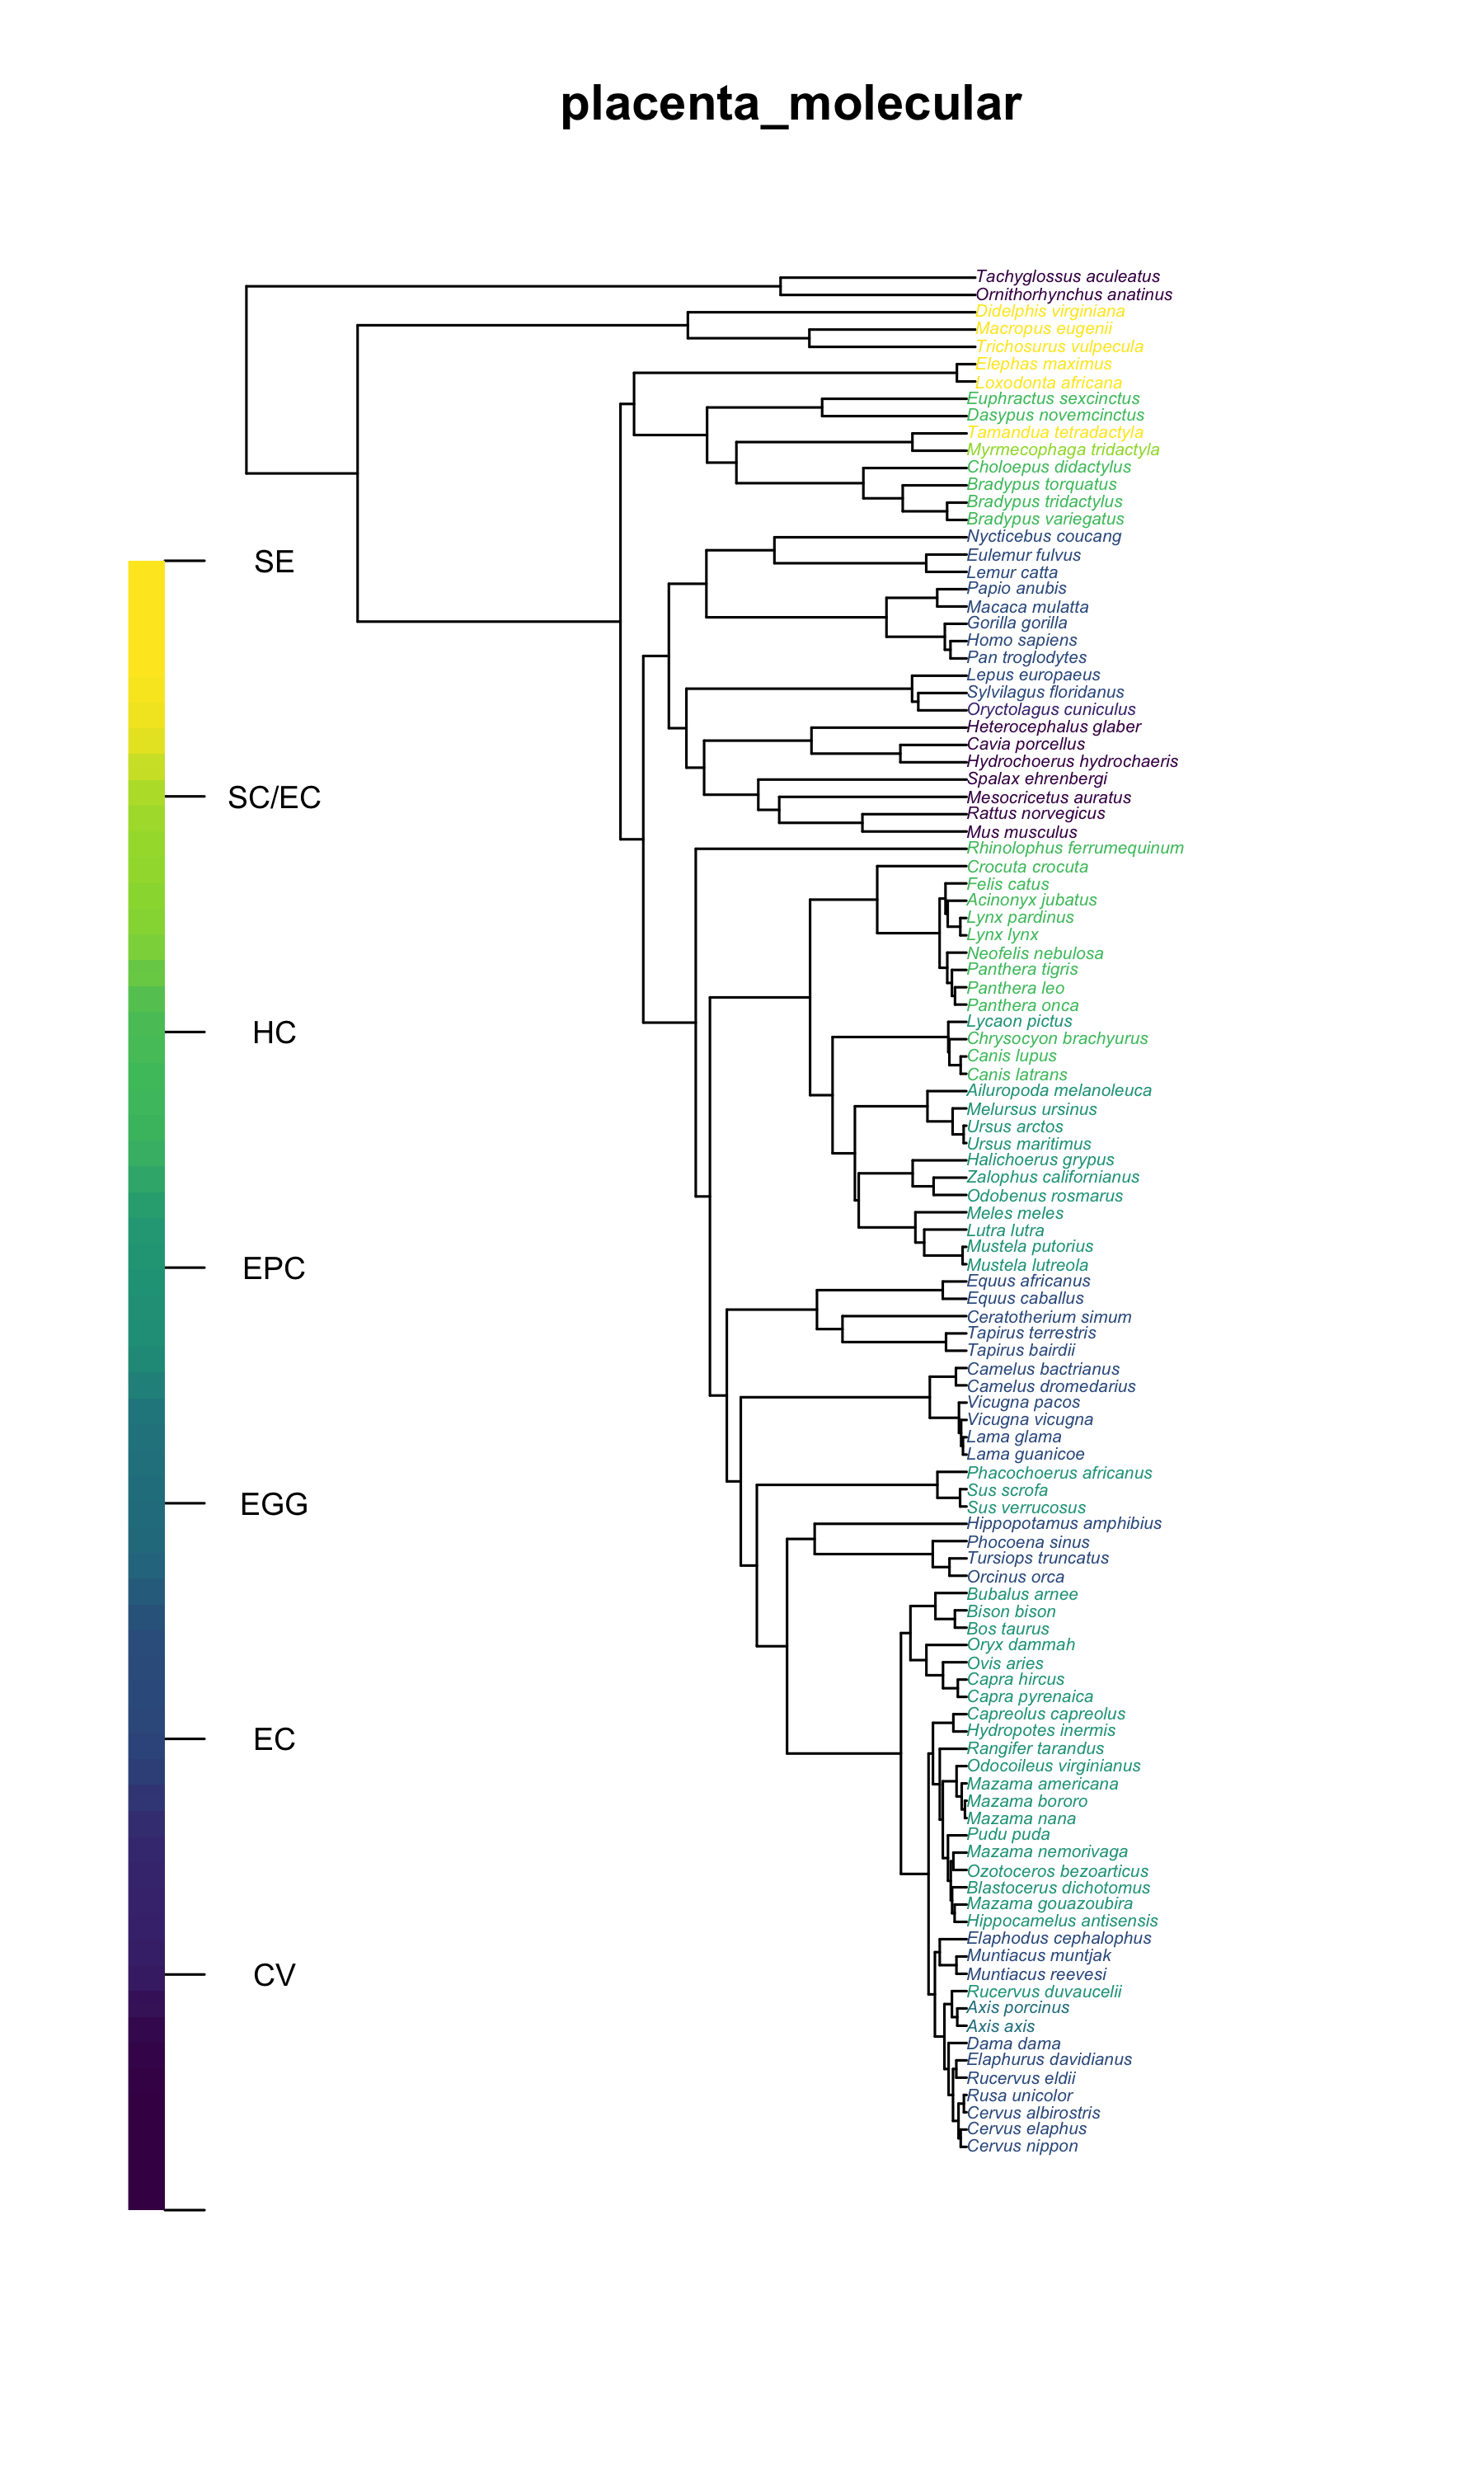 placenta_molecular
Tachyglossus aculeatus
Ornithorhynchus anatinus
Didelphis virginiana
Macropus eugenii
Trichosurus vulpecula
Elephas maximus
Loxodonta africana
Euphractus sexcinctus
Dasypus novemcinctus
Tamandua tetradactyla
Myrmecophaga tridactyla
Choloepus didactylus
Bradypus torquatus
Bradypus tridactylus
Bradypus variegatus
Nycticebus coucang
Eulemur fulvus
Lemur catta
Papio anubis
Macaca mulatta
Gorilla gorilla
Homo sapiens
Pan troglodytes
Lepus europaeus
Sylvilagus floridanus
Oryctolagus cuniculus
Heterocephalus glaber
Cavia porcellus
Hydrochoerus hydrochaeris
Spalax ehrenbergi
Mesocricetus auratus
Rattus norvegicus
Mus musculus
Rhinolophus ferrumequinum
Crocuta crocuta
Felis catus
Acinonyx jubatus
Lynx pardinus
Lynx lynx
Neofelis nebulosa
Panthera tigris
Panthera leo
Panthera onca
Lycaon pictus
Chrysocyon brachyurus
Canis lupus
Canis latrans
Ailuropoda melanoleuca
Melursus ursinus
Ursus arctos
Ursus maritimus
Halichoerus grypus
Zalophus californianus
Odobenus rosmarus
Meles meles
Lutra lutra
Mustela putorius
Mustela lutreola
Equus africanus
Equus caballus
Ceratotherium simum
Tapirus terrestris
Tapirus bairdii
Camelus bactrianus
Camelus dromedarius
Vicugna pacos
Vicugna vicugna
Lama glama
Lama guanicoe
Phacochoerus africanus
Sus scrofa
Sus verrucosus
Hippopotamus amphibius
Phocoena sinus
Tursiops truncatus
Orcinus orca
Bubalus arnee
Bison bison
Bos taurus
Oryx dammah
Ovis aries
Capra hircus
Capra pyrenaica
Capreolus capreolus
Hydropotes inermis
Rangifer tarandus
Odocoileus virginianus
Mazama americana
Mazama bororo
Mazama nana
Pudu puda
Mazama nemorivaga
Ozotoceros bezoarticus
Blastocerus dichotomus
Mazama gouazoubira
Hippocamelus antisensis
Elaphodus cephalophus
Muntiacus muntjak
Muntiacus reevesi
Rucervus duvaucelii
Axis porcinus
Axis axis
Dama dama
Elaphurus davidianus
Rucervus eldii
Rusa unicolor
Cervus albirostris
Cervus elaphus
Cervus nippon
SE
SC/EC
HC
EPC
EGG
EC
CV